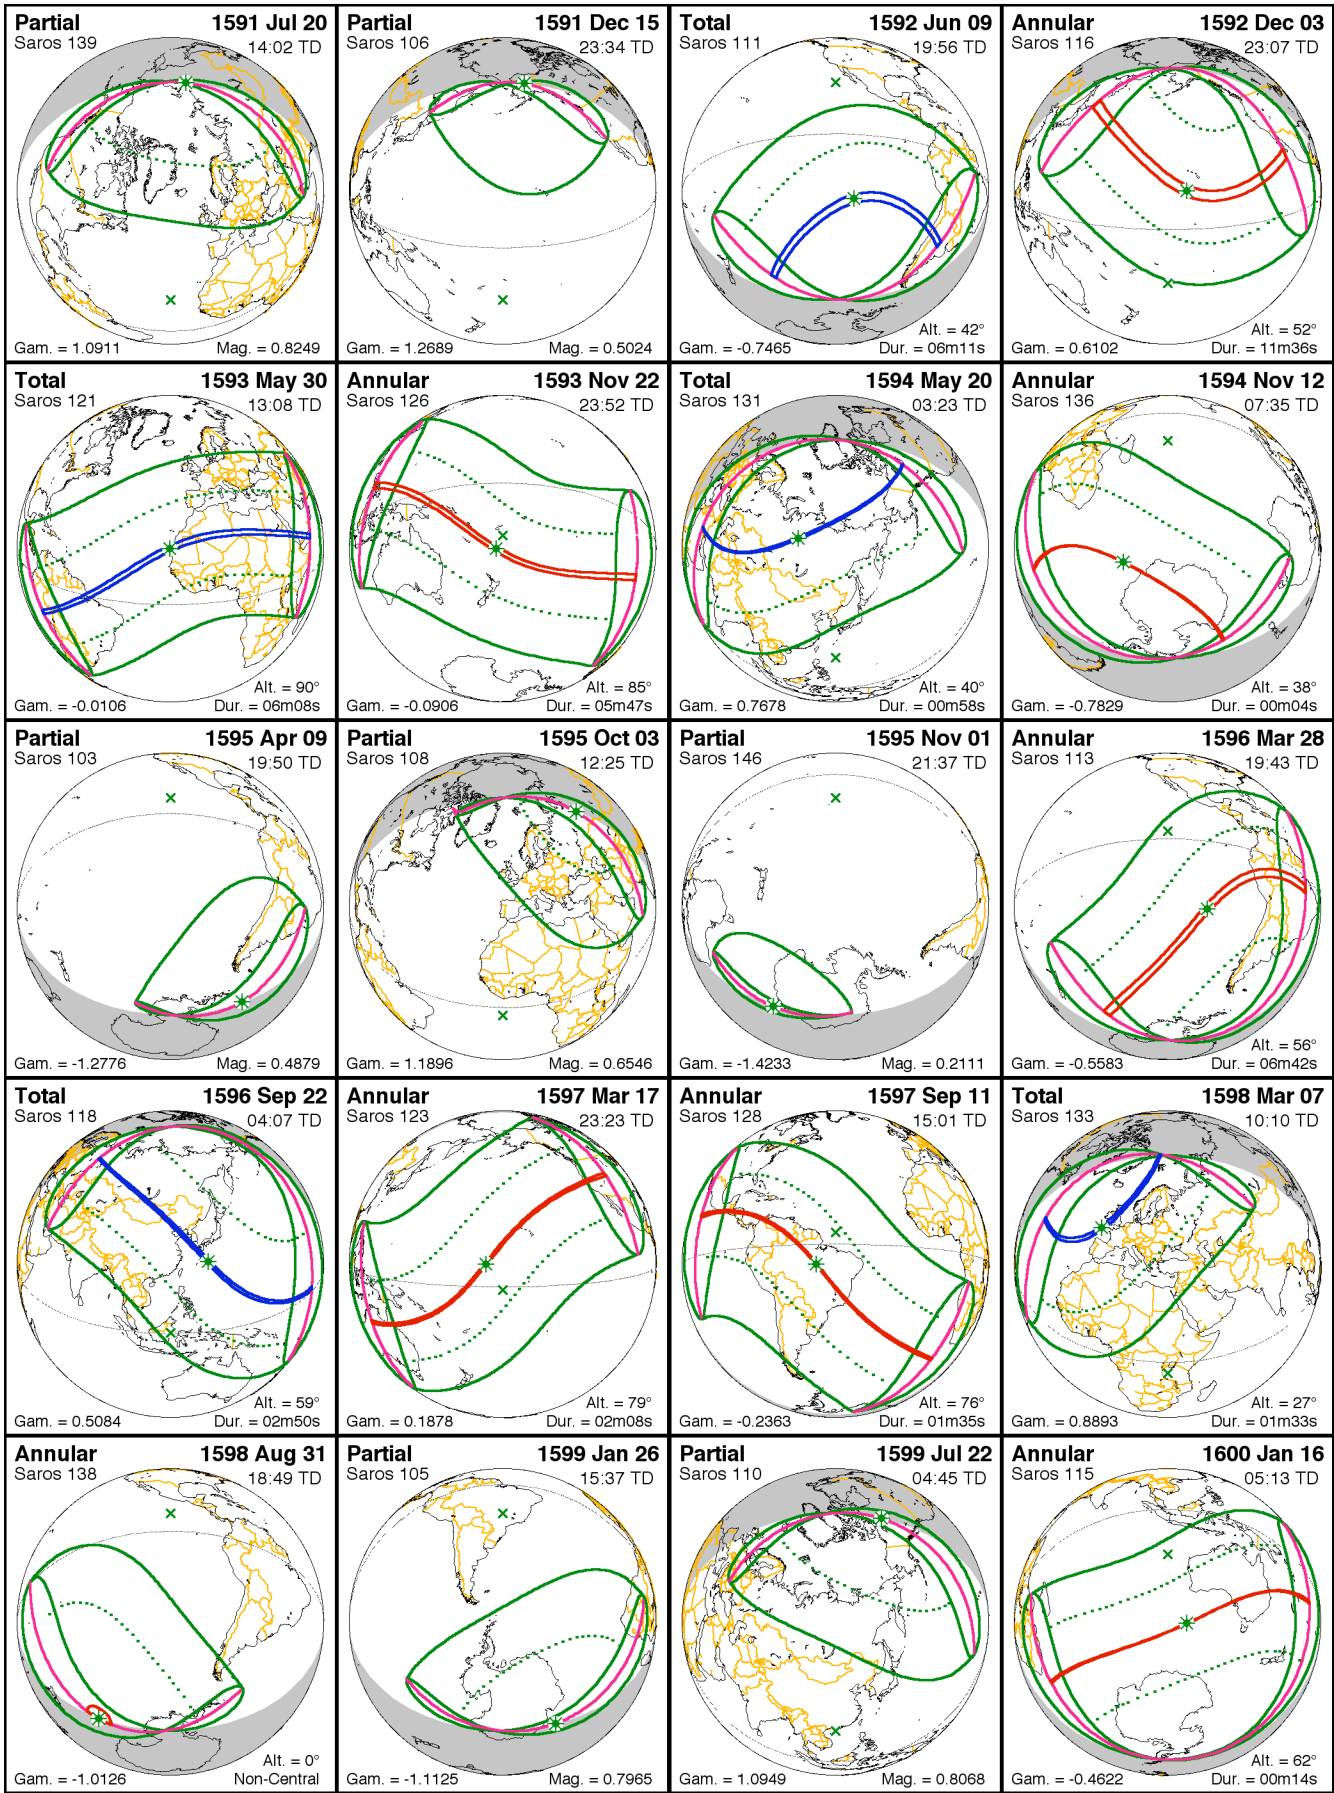 Partial 1591 Jul 20
Saros 139 14:02 TD
Gam. = 1.0911 Mag. = 0.8249
Partial 1591 Dec 15
Saros 106 23:34 TD
Gam. = 1.2689 Mag. = 0.5024
Total 1592 Jun 09
Saros 111 19:56 TD
Alt. = 42°
Gam. = -0.7465 Dur. = 06m11s
Annular 1592 Dec 03
Saros 116 23:07 TD
Alt. = 52°
Gam. = 0.6102 Dur. = 11m36s
Total 1593 May 30
Saros 121 13:08 TD
Alt. = 90°
Gam. = -0.0106 Dur. = 06m08s
Annular 1593 Nov 22
Saros 126 23:52 TD
Alt. = 85°
Gam. = -0.0906 Dur. = 05m47s
Total 1594 May 20
Saros 131 03:23 TD
Alt. = 40°
Gam. = 0.7678 Dur. = 00m58s
Annular 1594 Nov 12
Saros 136 07:35 TD
Alt. = 38°
Gam. = -0.7829 Dur. = 00m04s
Partial 1595 Apr 09
Saros 103 19:50 TD
Gam. = -1.2776 Mag. = 0.4879
Partial 1595 Oct 03
Saros 108 12:25 TD
Gam. = 1.1896 Mag. = 0.6546
Partial 1595 Nov 01
Saros 146 21:37 TD
Gam. = -1.4233 Mag. = 0.2111
Annular 1596 Mar 28
Saros 113 19:43 TD
Alt. = 56°
Gam. = -0.5583 Dur. = 06m42s
Total 1596 Sep 22
Saros 118 04:07 TD
Alt. = 59°
Gam. = 0.5084 Dur. = 02m50s
Annular 1597 Mar 17
Saros 123 23:23 TD
Alt. = 79°
Gam. = 0.1878 Dur. = 02m08s
Annular 1597 Sep 11
Saros 128 15:01 TD
Alt. = 76°
Gam. = -0.2363 Dur. = 01m35s
Total 1598 Mar 07
Saros 133 10:10 TD
Alt. = 27°
Gam. = 0.8893 Dur. = 01m33s
Annular 1598 Aug 31
Saros 138 18:49 TD
Alt. = 0°
Gam. = -1.0126 Non-Central
Partial 1599 Jan 26
Saros 105 15:37 TD
Gam. = -1.1125 Mag. = 0.7965
Partial 1599 Jul 22
Saros 110 04:45 TD
Gam. = 1.0949 Mag. = 0.8068
Annular 1600 Jan 16
Saros 115 05:13 TD
Alt. = 62°
Gam. = -0.4622 Dur. = 00m14s